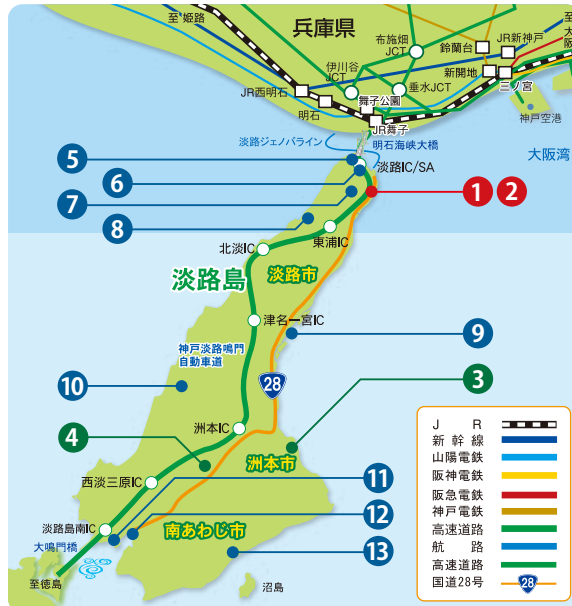 至姫路
兵庫県
布施畑
JCT
鈴蘭台
JR新神戸
至
大
阪
伊川谷
JCT
新開地
垂水JCT
三ノ宮
JR西明石
舞子公園
明石
神戸空港
JR舞子
淡路ジェノバライン
明石海峡大橋
大阪湾
5
淡路IC/SA
6
7
1
2
8
東浦IC
北淡IC
淡路島
淡路市
津名一宮IC
9
神戸淡路鳴門
自動車道
10
28
3
洲本IC
4
洲本市
西淡三原IC
11
淡路島南IC
12
南あわじ市
大鳴門橋
13
至徳島
沼島
J R
新幹線
山陽電鉄
阪神電鉄
阪急電鉄
神戸電鉄
高速道路
航路
高速道路
国道28号
28